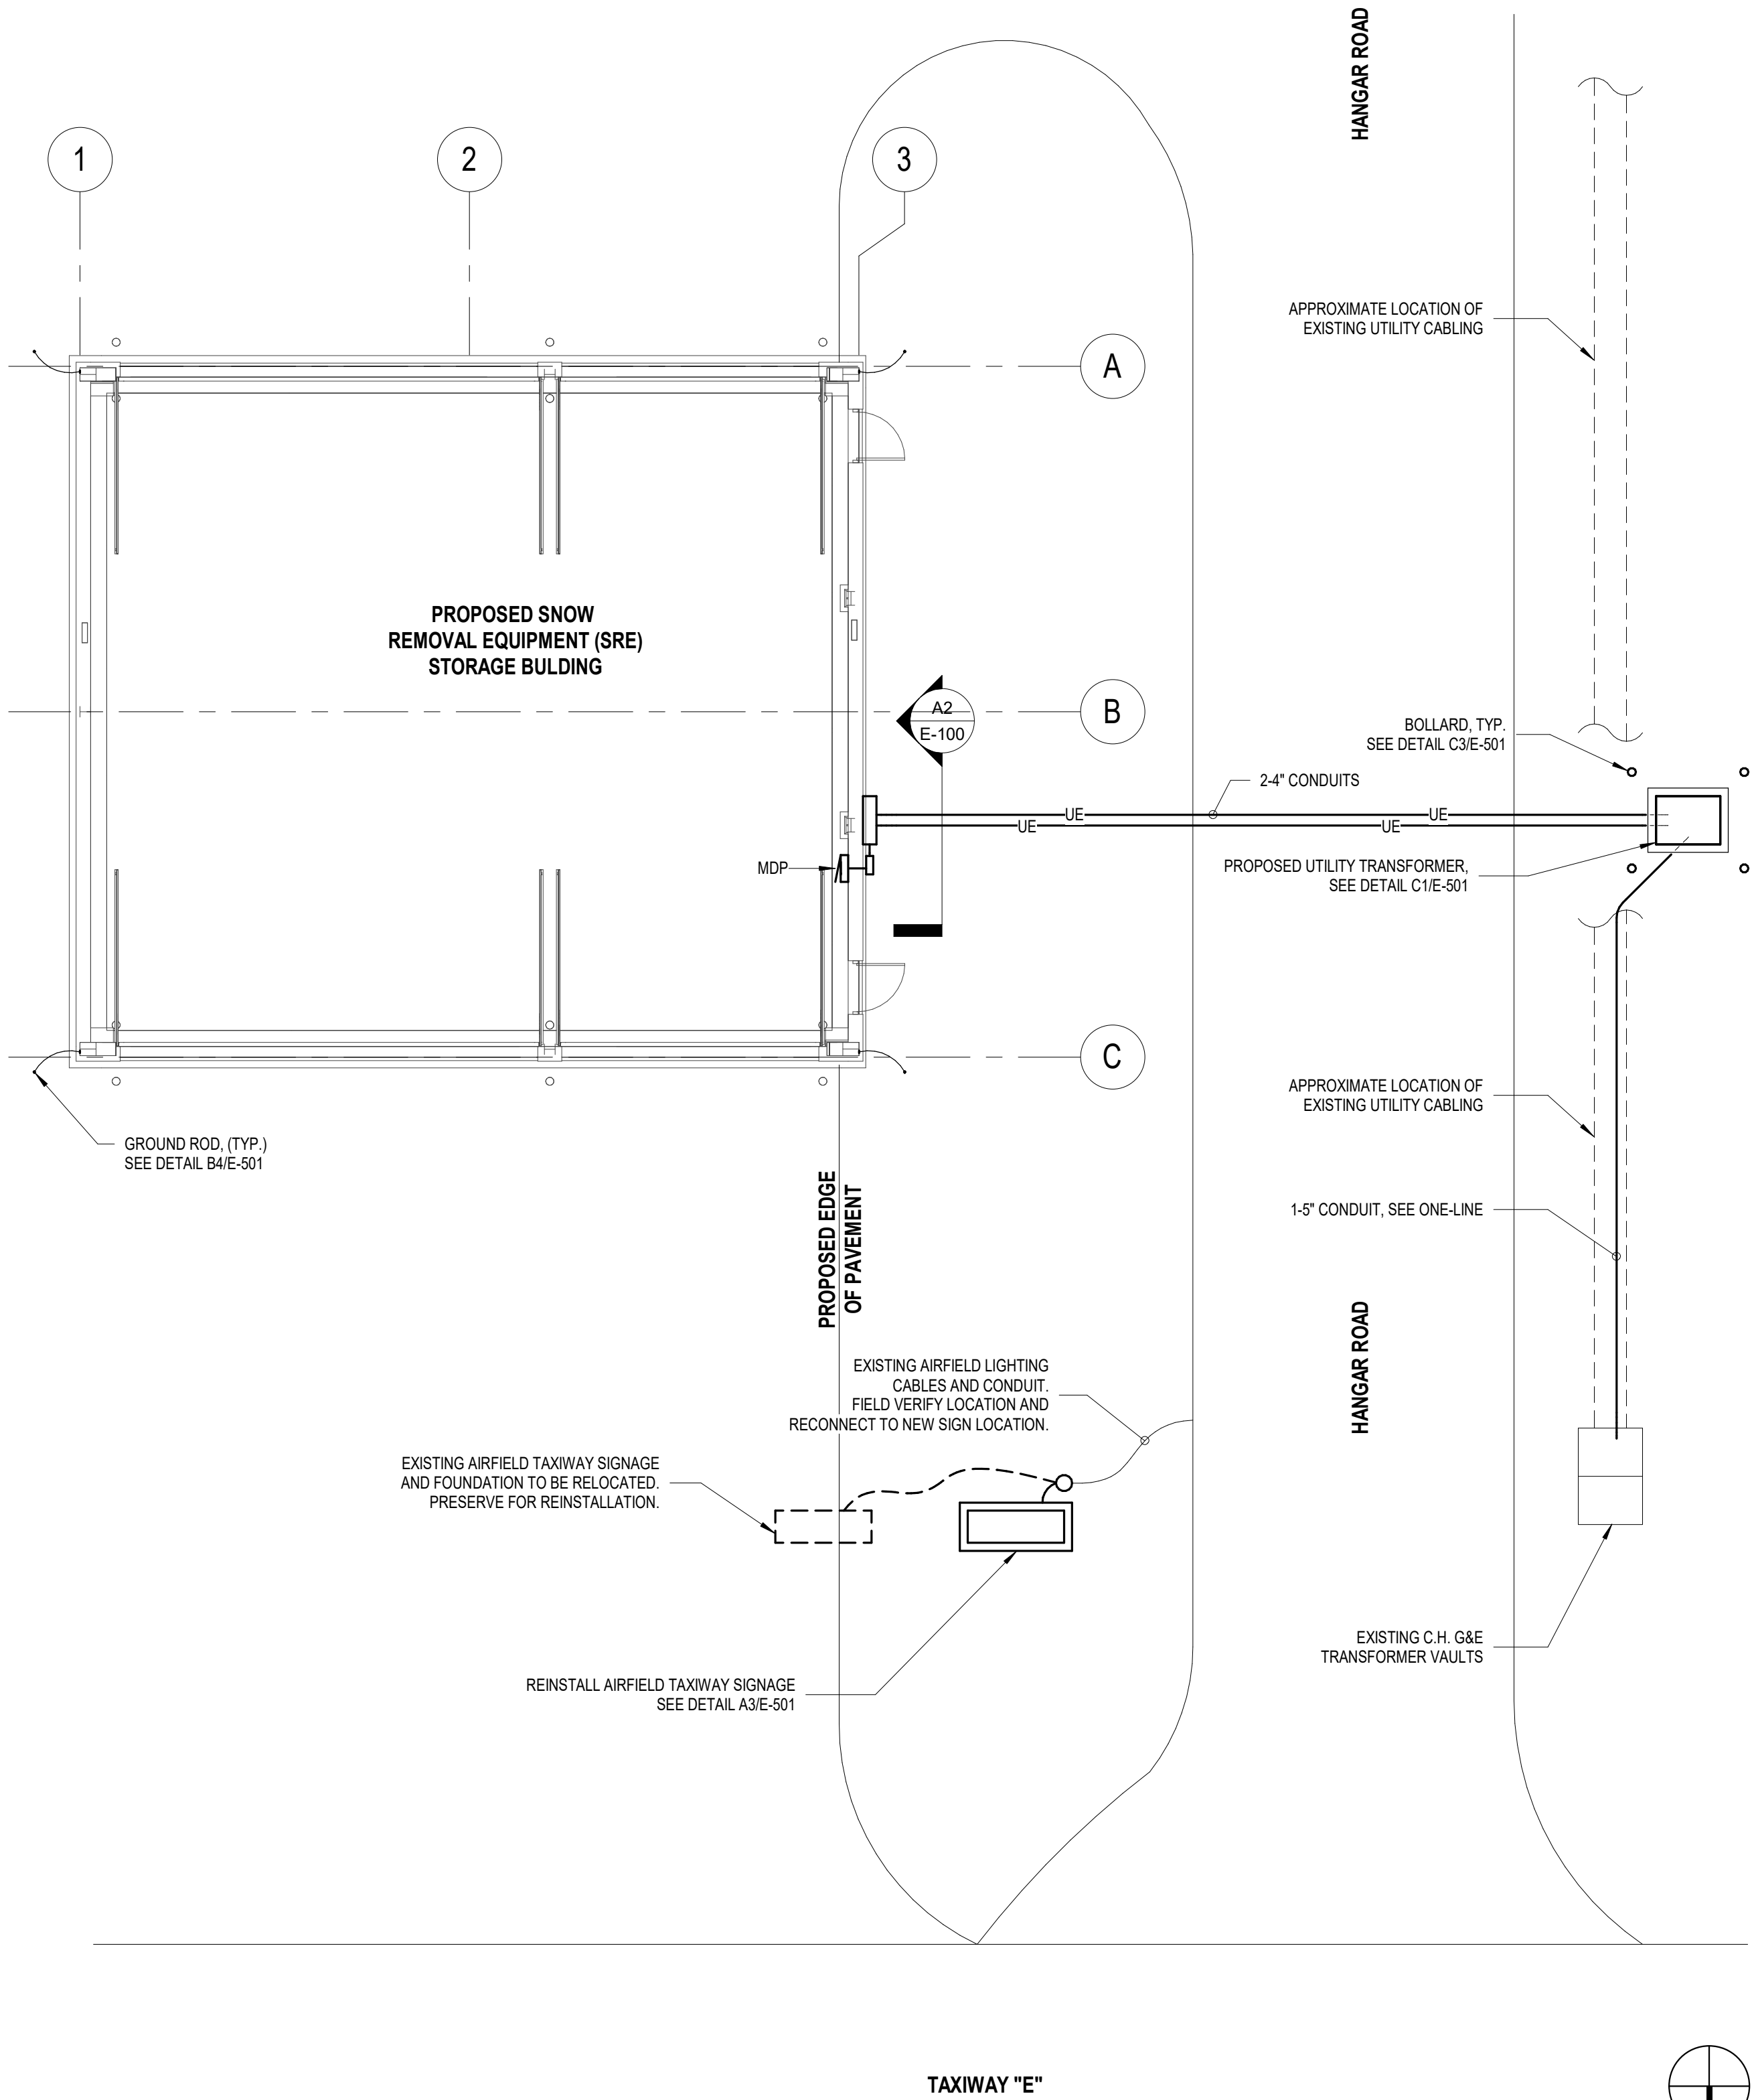 HANGAR ROAD
1
2
3
APPROXIMATE LOCATION OF
EXISTING UTILITY CABLING
A
PROPOSED SNOW
REMOVAL EQUIPMENT (SRE)
STORAGE BULDING
A2
E-100
B
BOLLARD, TYP.
SEE DETAIL C3/E-501
2-4" CONDUITS
UE
UE
UE
UE
MDP
PROPOSED UTILITY TRANSFORMER,
SEE DETAIL C1/E-501
C
APPROXIMATE LOCATION OF
EXISTING UTILITY CABLING
GROUND ROD, (TYP.)
SEE DETAIL B4/E-501
PROPOSED EDGE
OF PAVEMENT
1-5" CONDUIT, SEE ONE-LINE
HANGAR ROAD
EXISTING AIRFIELD LIGHTING
CABLES AND CONDUIT.
FIELD VERIFY LOCATION AND
RECONNECT TO NEW SIGN LOCATION.
EXISTING AIRFIELD TAXIWAY SIGNAGE
AND FOUNDATION TO BE RELOCATED.
PRESERVE FOR REINSTALLATION.
EXISTING C.H. G&E
TRANSFORMER VAULTS
REINSTALL AIRFIELD TAXIWAY SIGNAGE
SEE DETAIL A3/E-501
TAXIWAY "E"